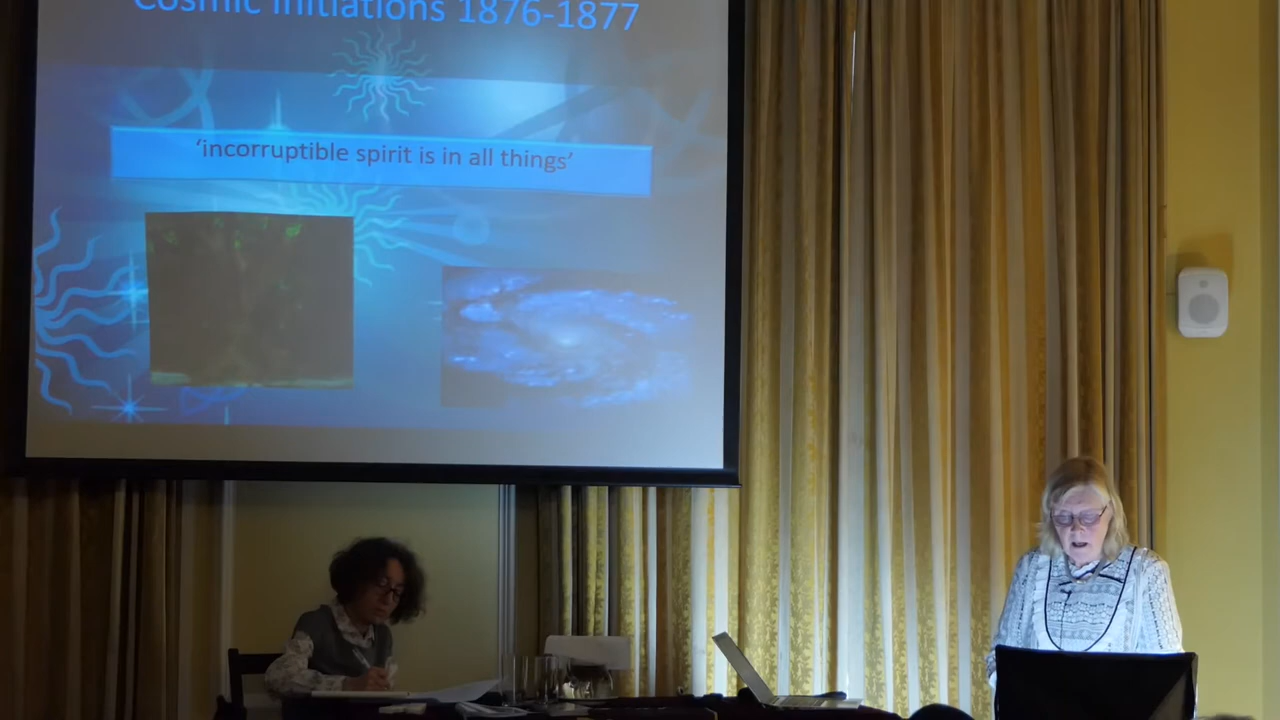 Cosmic Initiations 1876-1877
‘incorruptible spirit is in all things’